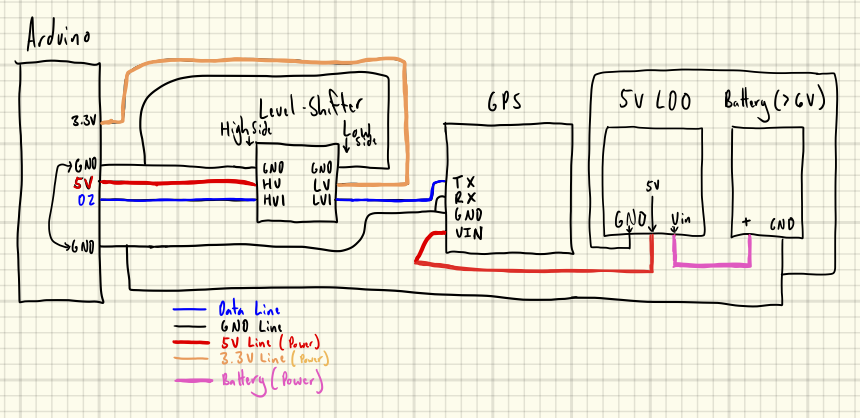 Arduino
3.3V
GND
5V
02
GND
Level-Shifter
High side
Low side
GND GND
HV LV
HV1 LV1
GPS
TX
RX
GND
VIN
5V LDO
5V
GND Vin
Battery (>6V)
+ GND
Data Line
GND Line
5V Line (Power)
3.3V Line (Power)
Battery (Power)